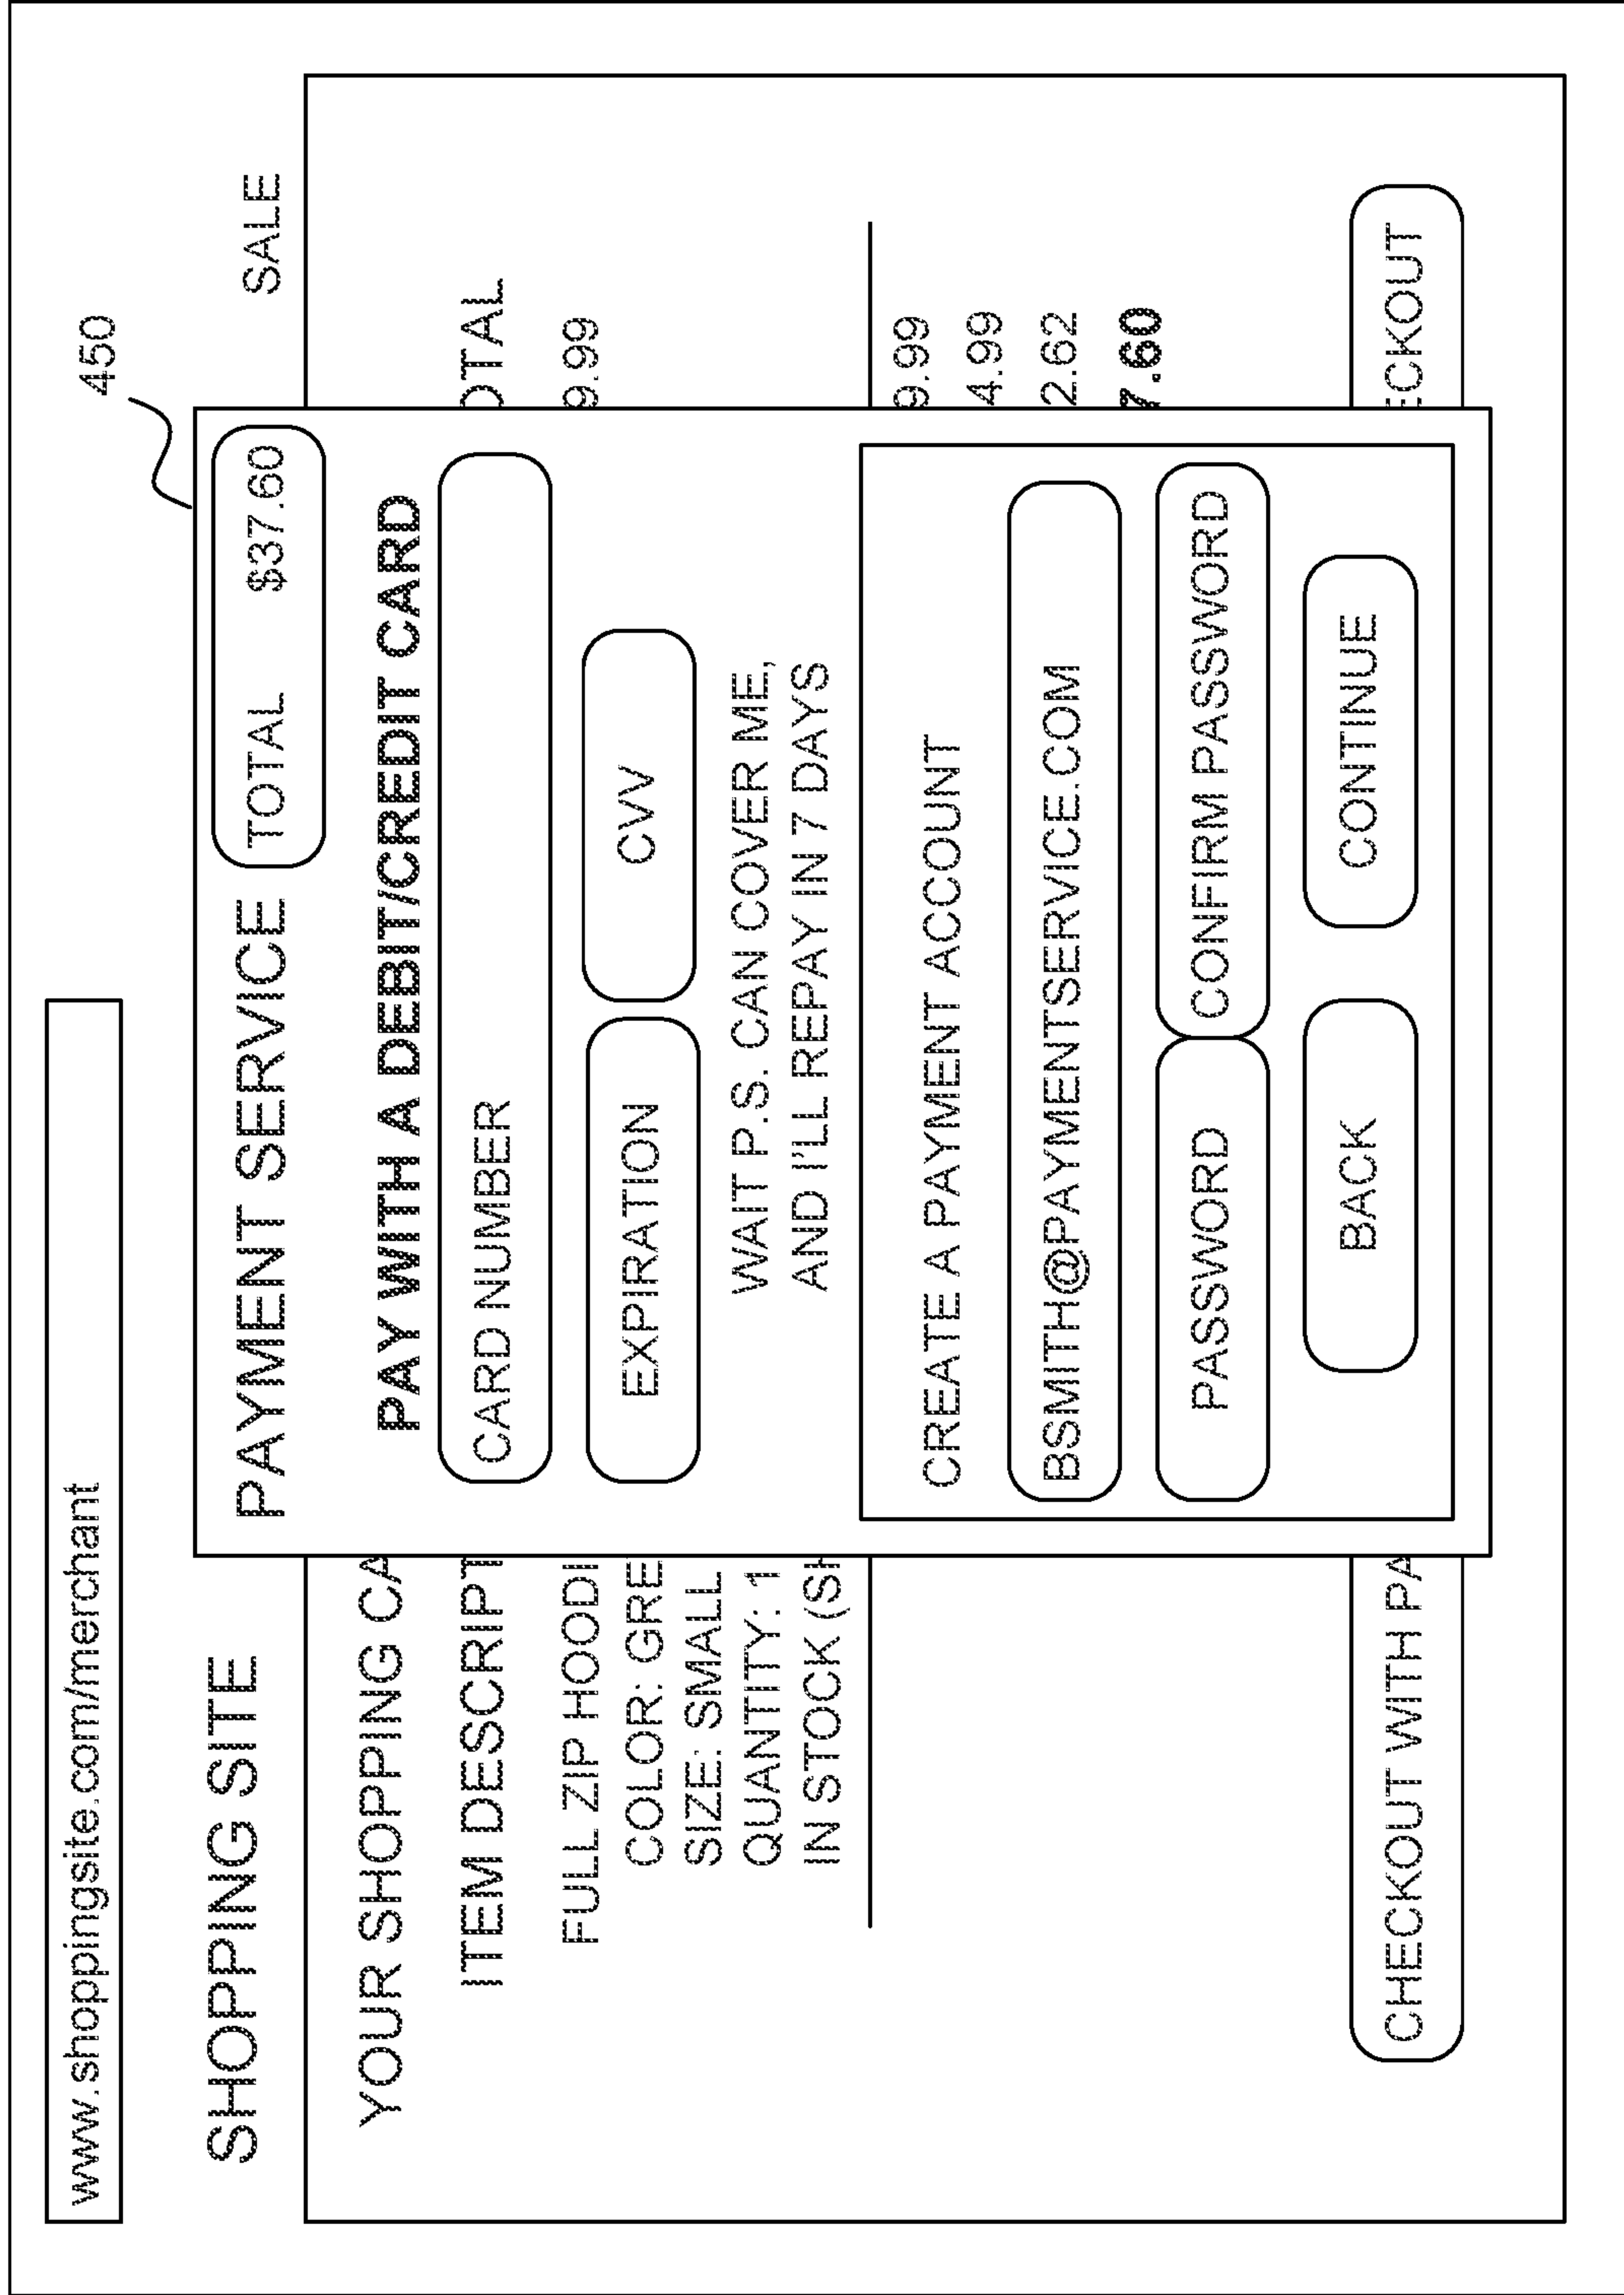 www.shoppingsite.com/merchant
450
SHOPPING SITE
SALE
PAYMENT SERVICE
TOTAL $37.60
YOUR SHOPPING CA
PAY WITH A DEBIT/CREDIT CARD
ITEM DESCRIPT
CARD NUMBER
OTAL
FULL ZIP HOODI
9.99
COLOR: GRE
EXPIRATION
CVV
SIZE: SMALL
QUANTITY: 1
WAIT P.S. CAN COVER ME,
IN STOCK (SH
AND I'LL REPAY IN 7 DAYS
9.99
CREATE A PAYMENT ACCOUNT
4.99
BSMITH@PAYMENTSERVICE.COM
2.62
7.60
PASSWORD
CONFIRM PASSWORD
BACK
CONTINUE
CHECKOUT WITH PA
ECKOUT